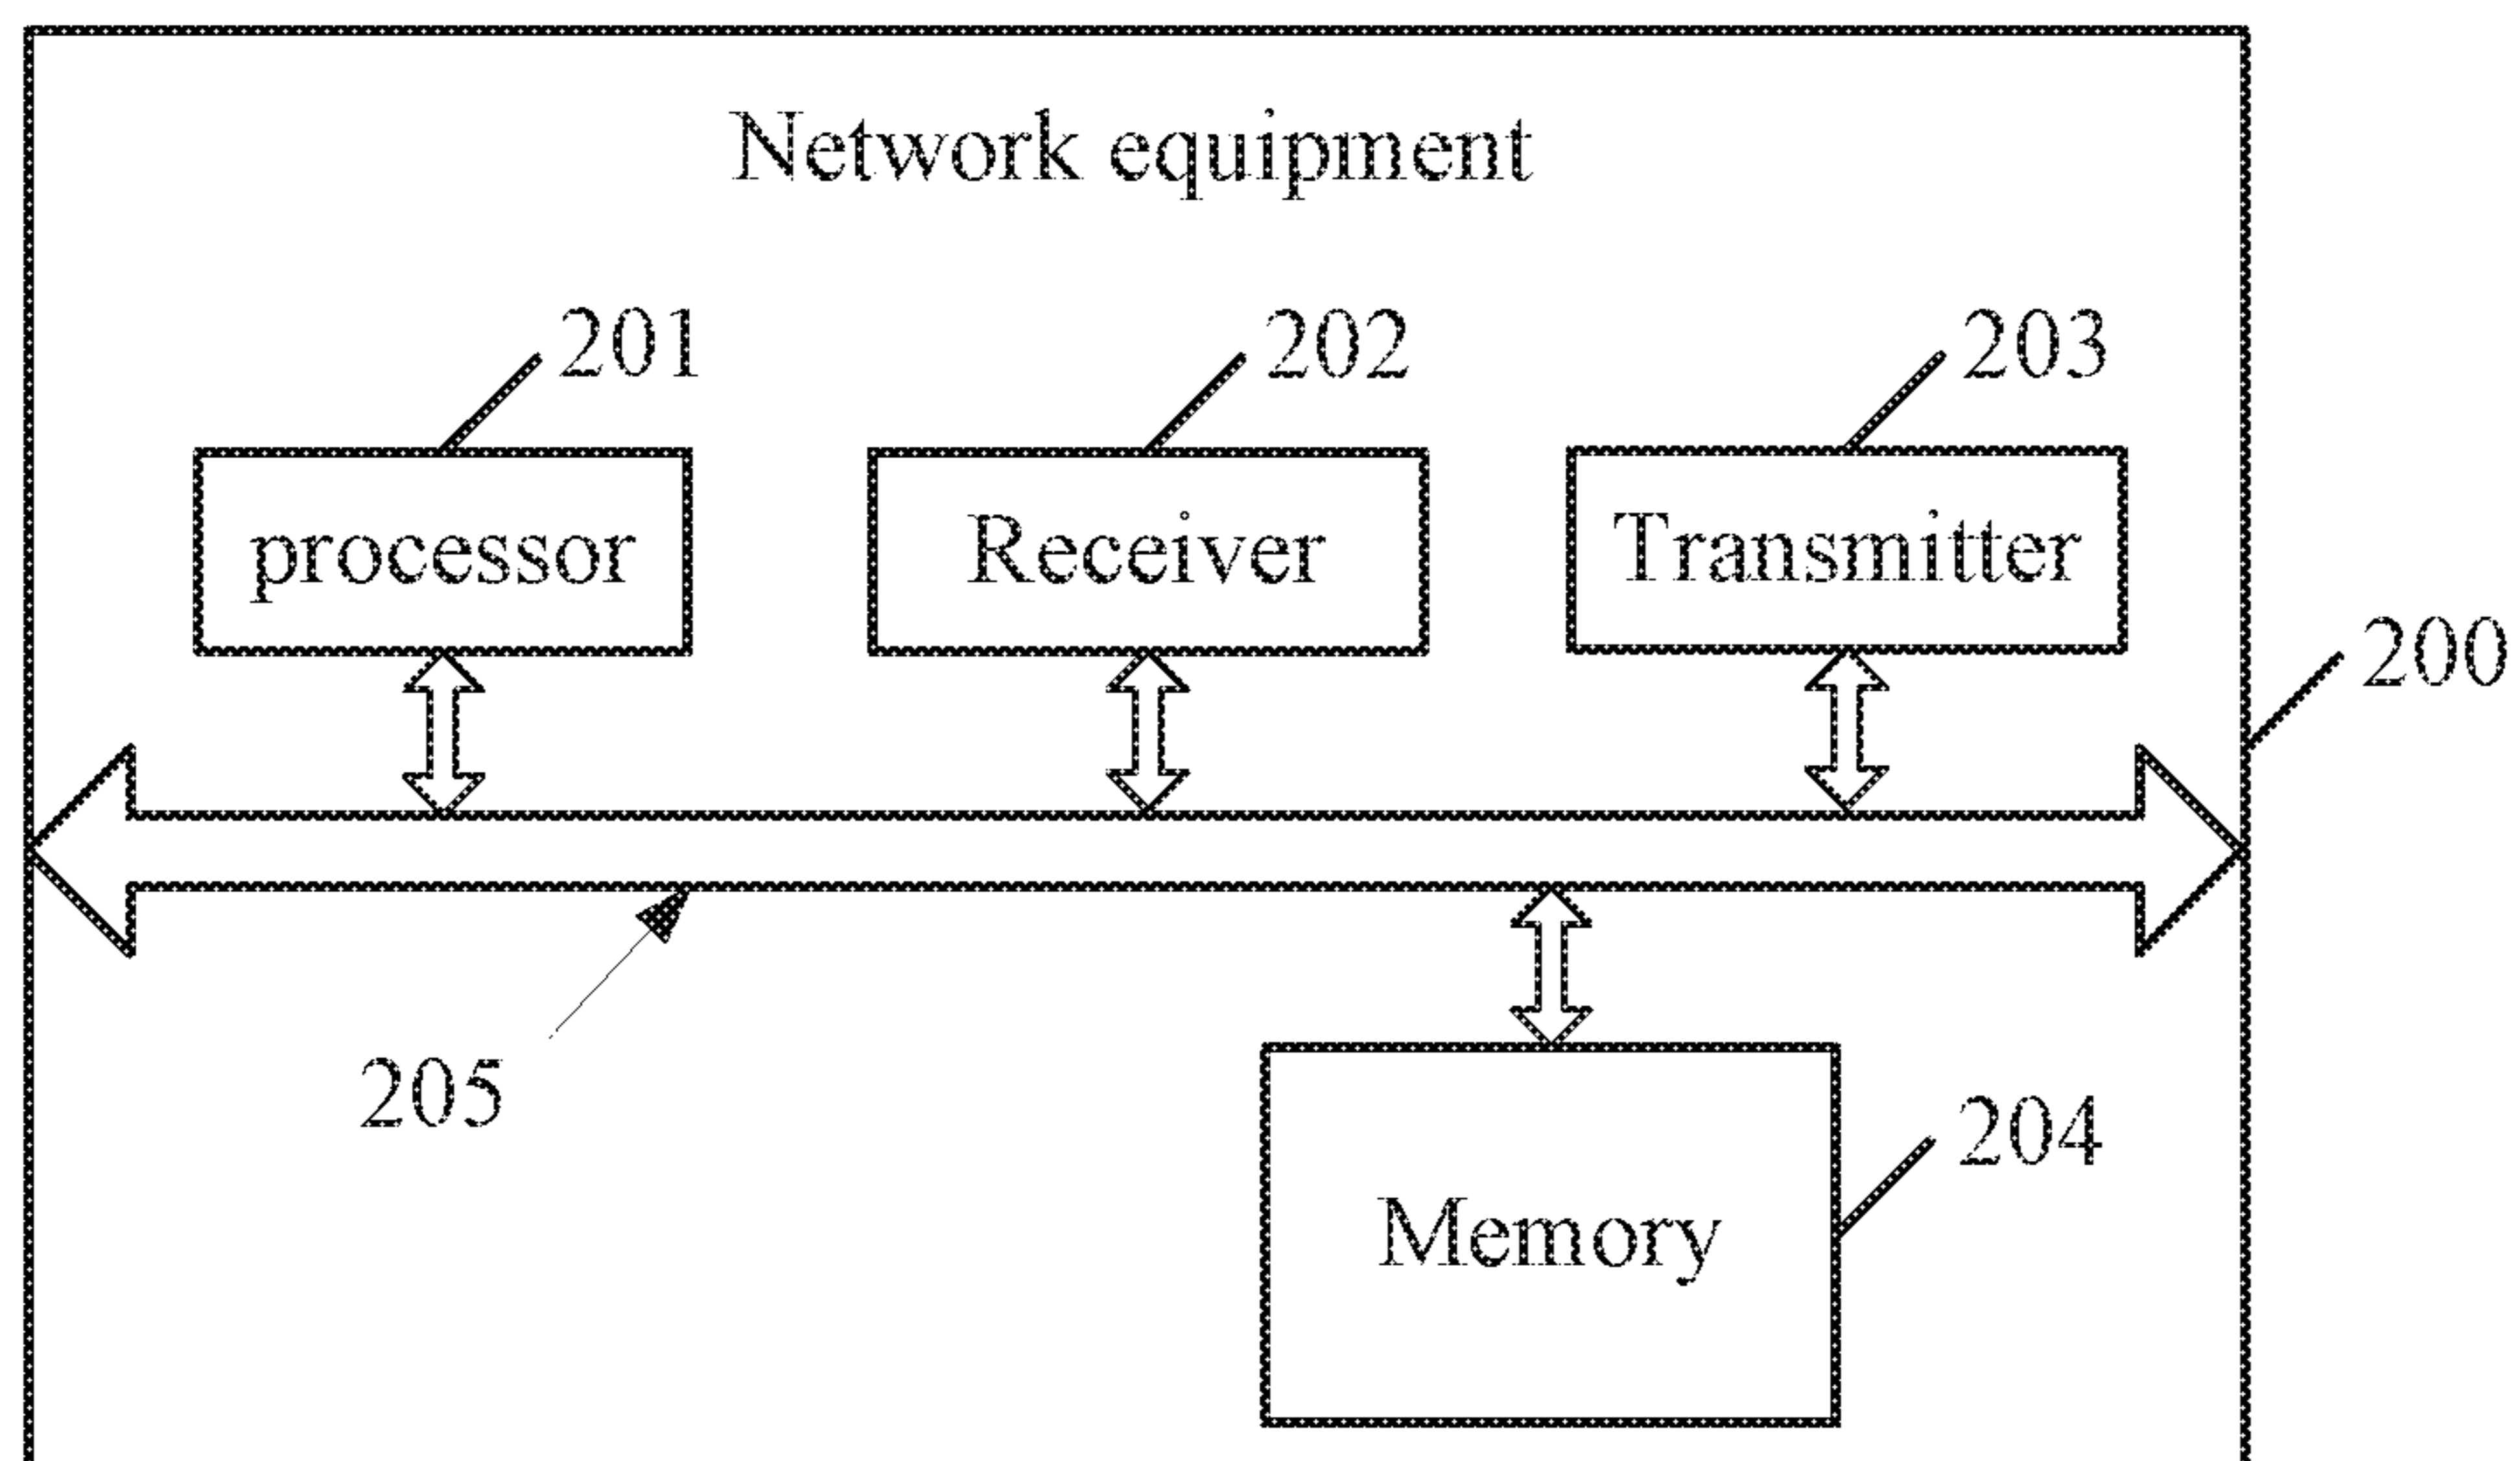 Network equipment
201
202
203
processor
Receiver
Transmitter
200
205
204
Memory